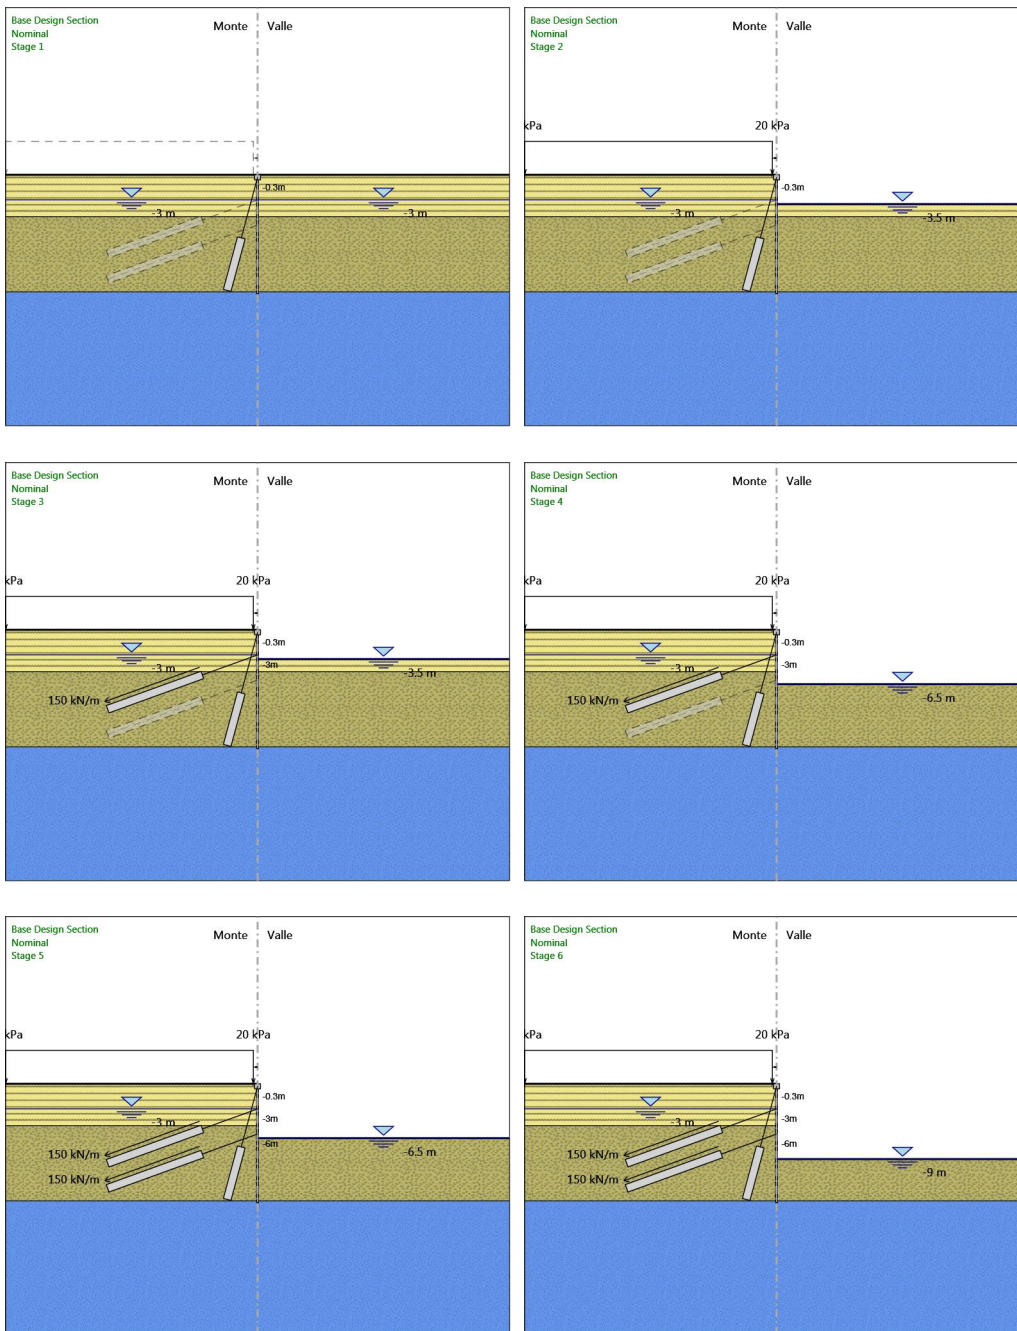 Base Design Section
Nominal
Stage 1
Monte
Valle
-0.3m
-3 m
-3 m
Base Design Section
Nominal
Stage 2
Monte
Valle
kPa
20 kPa
-0.3m
-3 m
-3.5 m
Base Design Section
Nominal
Stage 3
Monte
Valle
kPa
20 kPa
-0.3m
-3 m
-3m
-3.5 m
150 kN/m
Base Design Section
Nominal
Stage 4
Monte
Valle
kPa
20 kPa
-0.3m
-3 m
-3m
-6.5 m
150 kN/m
Base Design Section
Nominal
Stage 5
Monte
Valle
kPa
20 kPa
-0.3m
-3 m
-3m
-6m
-6.5 m
150 kN/m
150 kN/m
Base Design Section
Nominal
Stage 6
Monte
Valle
kPa
20 kPa
-0.3m
-3 m
-3m
-6m
150 kN/m
-9 m
150 kN/m